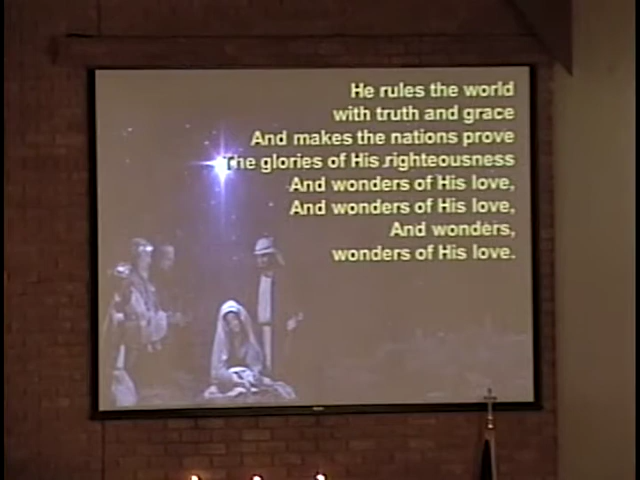 He rules the world
with truth and grace
And makes the nations prove
The glories of His righteousness
And wonders of His love,
And wonders of His love,
And wonders,
wonders of His love.